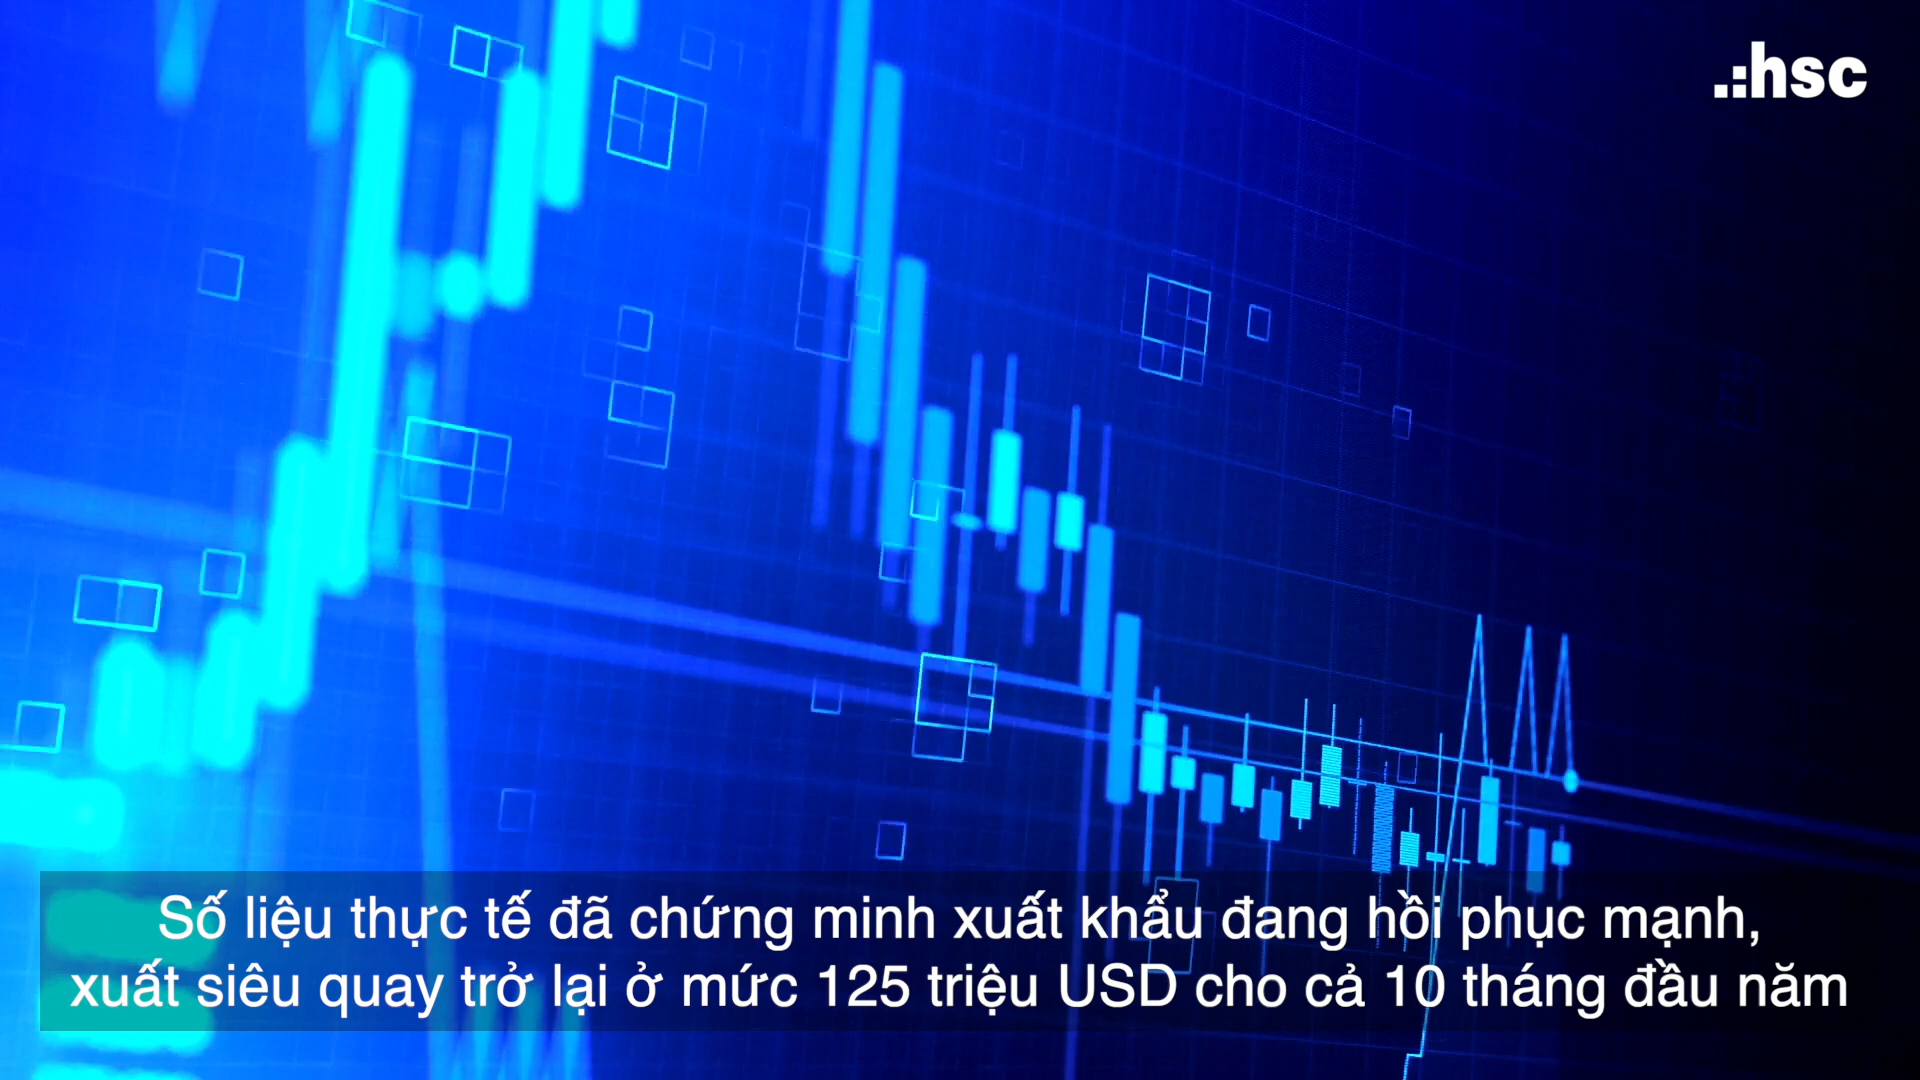 .:hsc
Số liệu thực tế đã chứng minh xuất khẩu đang hồi phục mạnh,
xuất siêu quay trở lại ở mức 125 triệu USD cho cả 10 tháng đầu năm